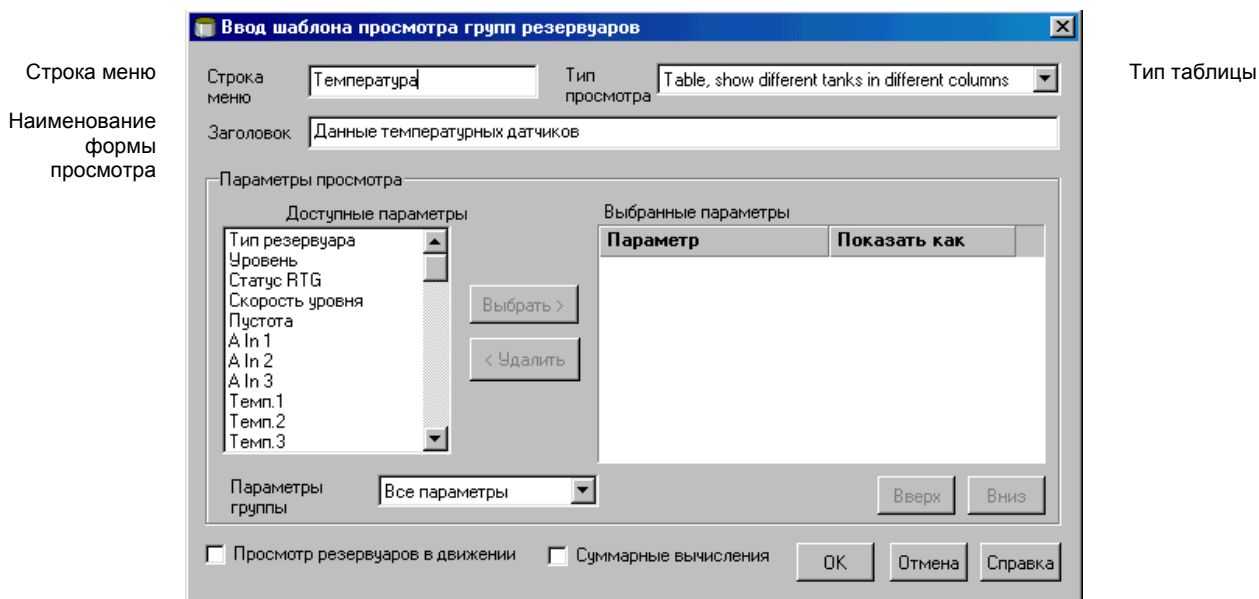 Ввод шаблона просмотра групп резервуаров
Строка меню
Строка
меню
Температура
Тип
просмотра
Table, show different tanks in different columns
Тип таблицы
Наименование
формы
просмотра
Заголовок
Данные температурных датчиков
Параметры просмотра
Доступные параметры
Тип резервуара
Уровень
Статус RTG
Скорость уровня
Пустота
A In 1
A In 2
A In 3
Темп.1
Темп.2
Темп.3
Выбрать >
< Удалить
Выбранные параметры
Параметр
Показать как
Параметры
группы
Все параметры
Вверх
Вниз
Просмотр резервуаров в движении
Суммарные вычисления
OK
Отмена
Справка